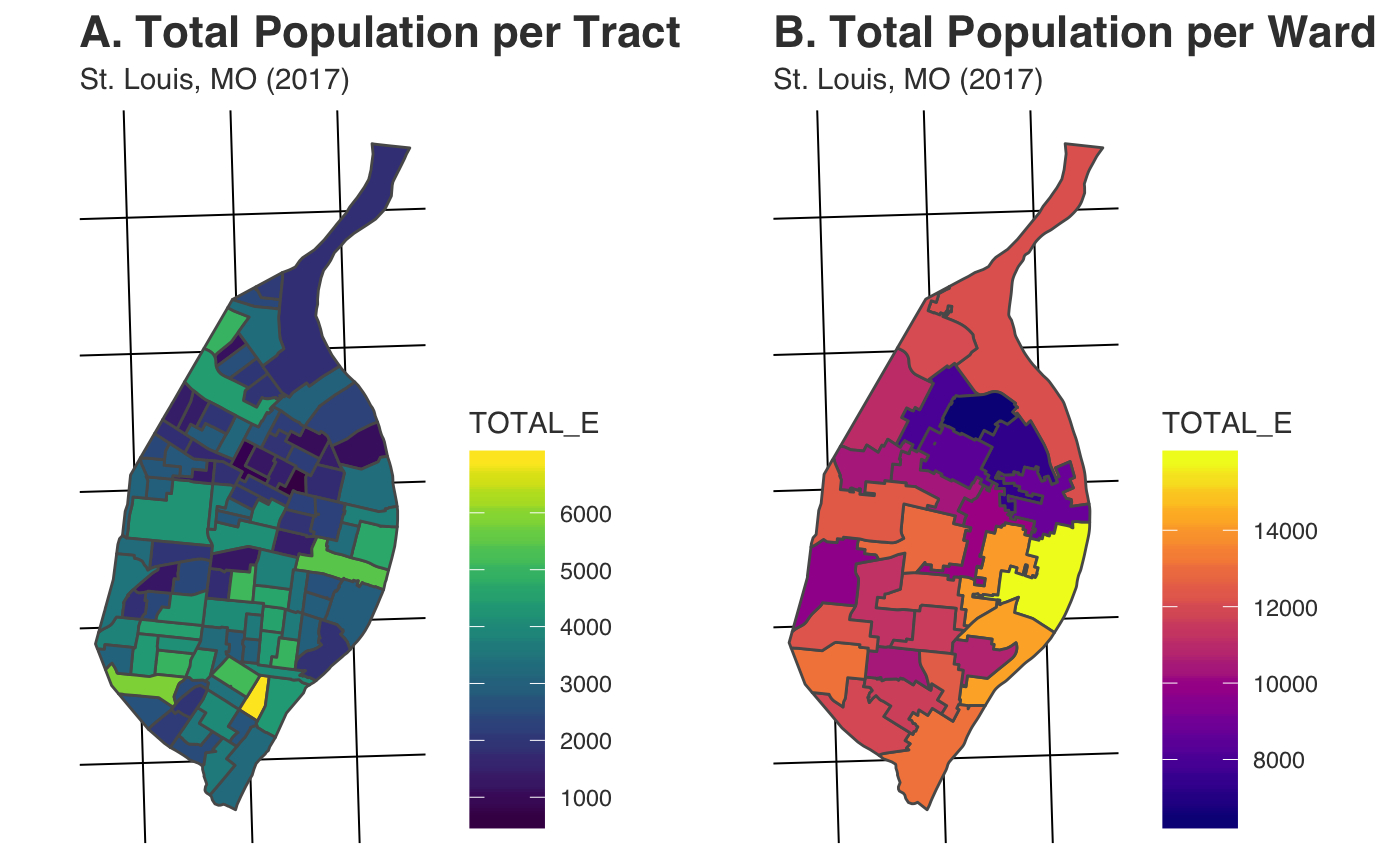 A. Total Population per Tract
St. Louis, MO (2017)
TOTAL_E
6000
5000
4000
3000
2000
1000
B. Total Population per Ward
St. Louis, MO (2017)
TOTAL_E
14000
12000
10000
8000